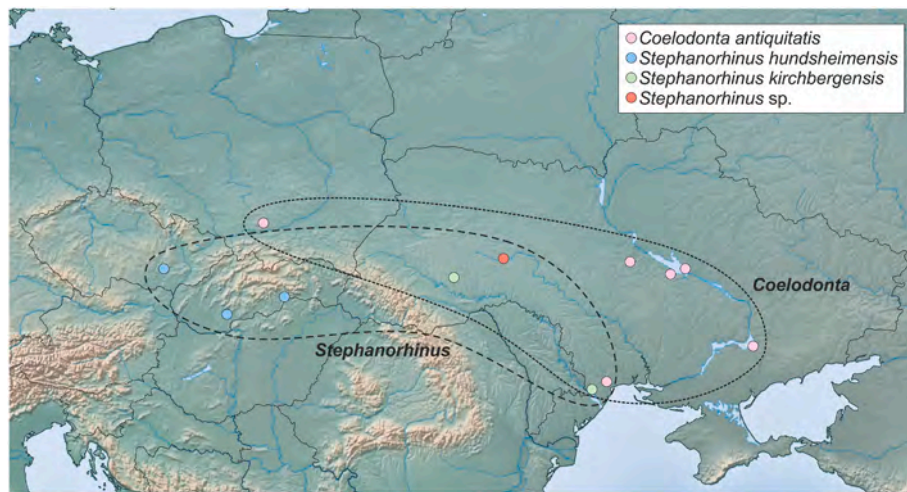 Coelodonta antiquitatis
Stephanorhinus hundsheimensis
Stephanorhinus kirchbergensis
Stephanorhinus sp.
Coelodonta
Stephanorhinus